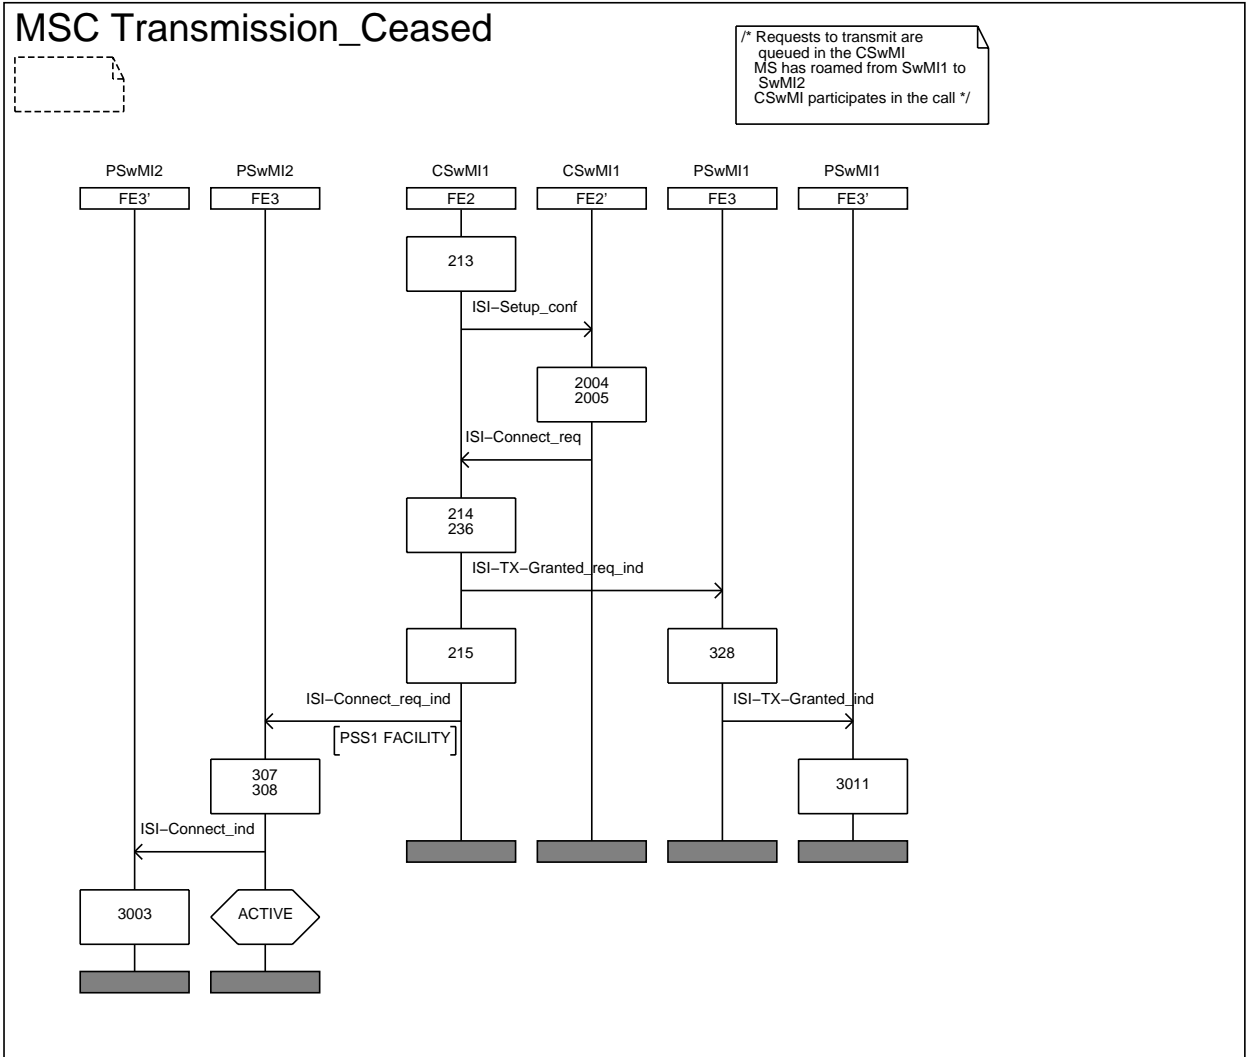 MSC Transmission_Ceased
/* Requests to transmit are
queued in the CSwMI
MS has roamed from SwMI1 to
SwMI2
CSwMI participates in the call */
PSwMI2 PSwMI2 CSwMI1 CSwMI1 PSwMI1 PSwMI1
FE3' FE3 FE2 FE2' FE3 FE3'
213
ISI−Setup_conf
2004
2005
ISI−Connect_req
214
236
ISI−TX−Granted_req_ind
215 328
ISI−Connect_req_ind ISI−TX−Granted_ind
[PSS1 FACILITY]
307
308
3011
ISI−Connect_ind
3003 ACTIVE